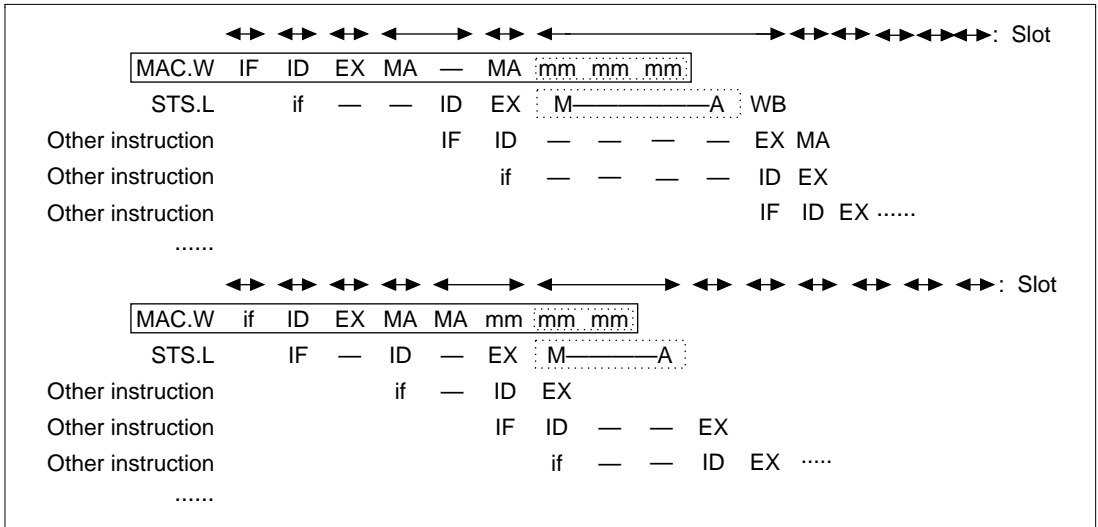 : Slot
MAC.W IF ID EX MA — MA mm mm mm
STS.L if — — ID EX M—————A WB
Other instruction IF ID — — — — EX MA
Other instruction if — — — — ID EX
Other instruction IF ID EX ......
......
: Slot
MAC.W if ID EX MA MA mm mm mm
STS.L IF — ID — EX M————A
Other instruction if — ID EX
Other instruction IF ID — — EX
Other instruction if — — ID EX .....
......